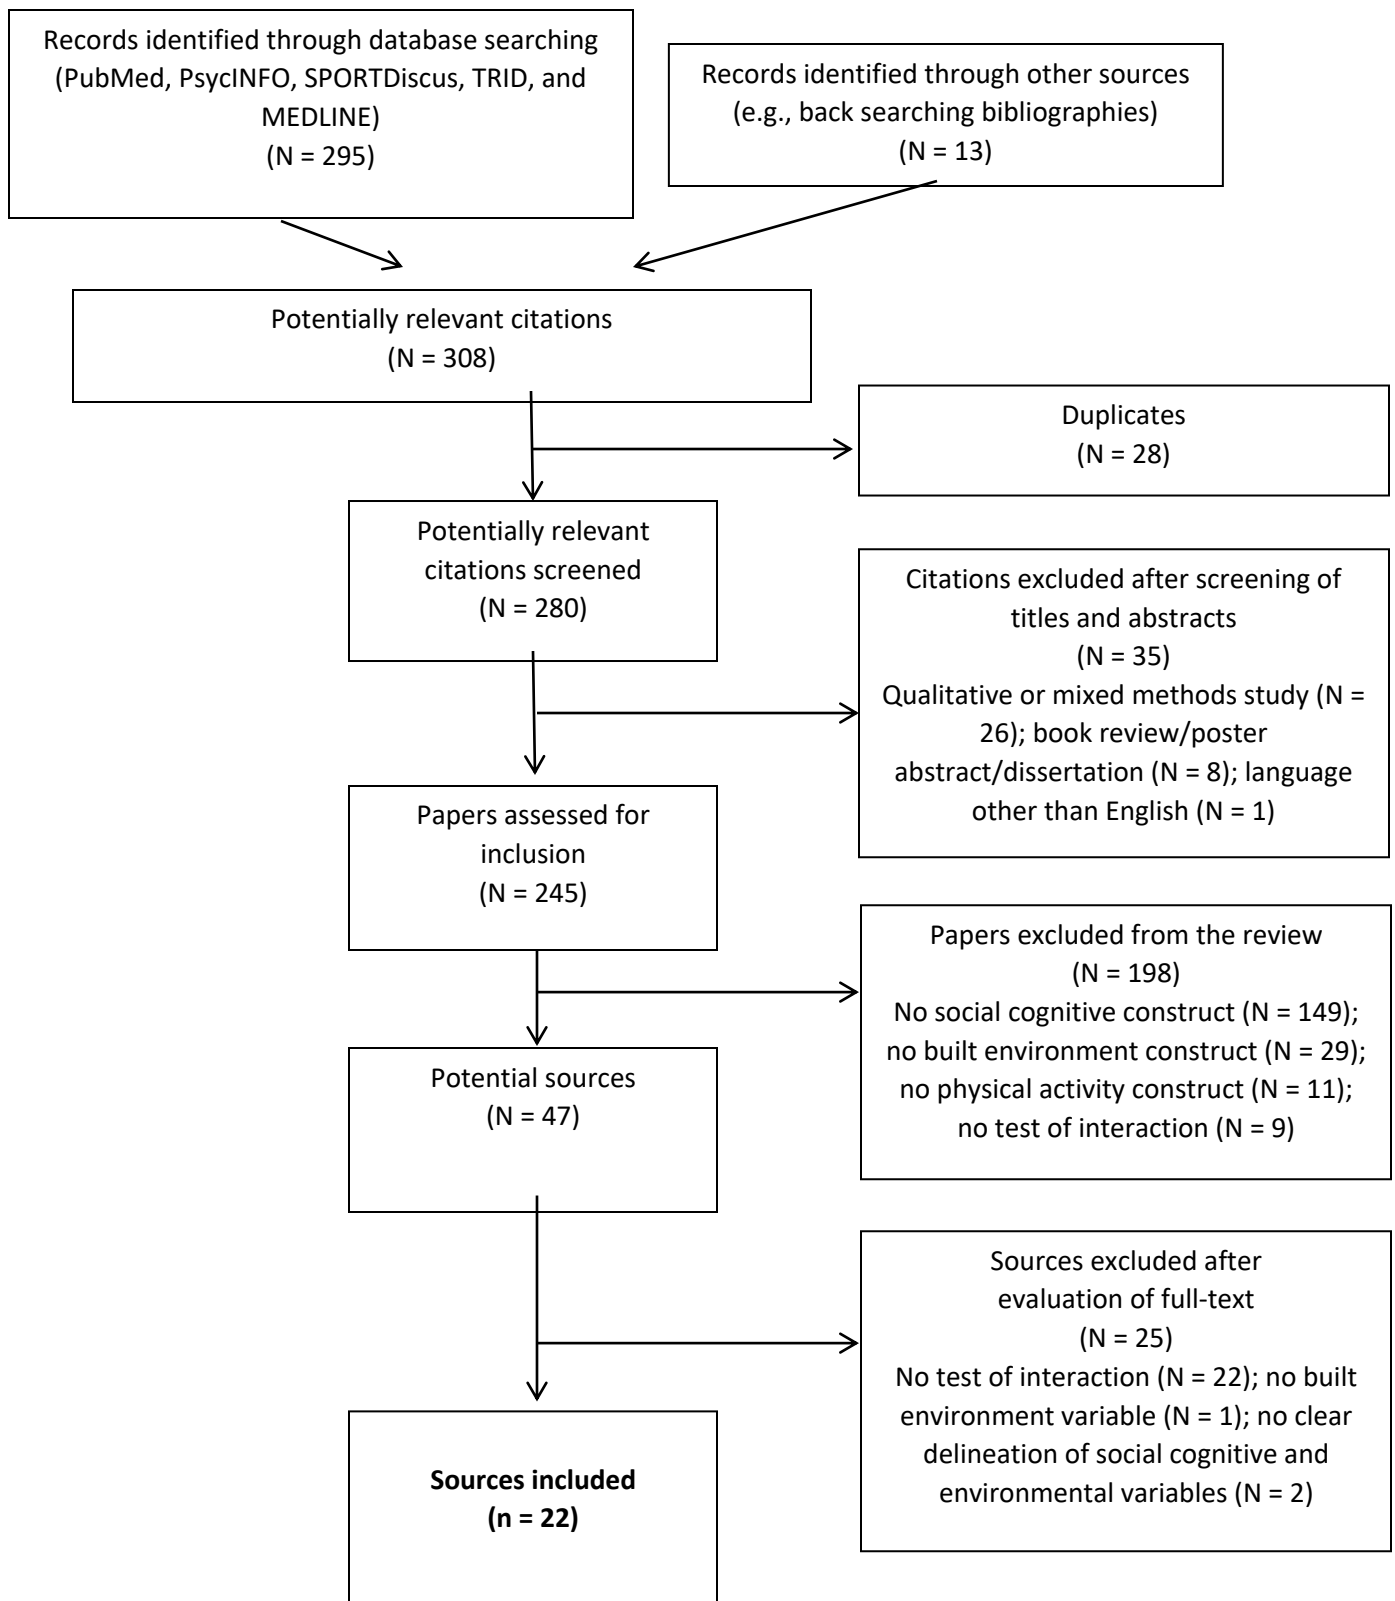 Records identified through database searching
(PubMed, PsycINFO, SPORTDiscus, TRID, and
MEDLINE)
(N = 295)
Records identified through other sources
(e.g., back searching bibliographies)
(N = 13)
Potentially relevant citations
(N = 308)
Duplicates
(N = 28)
Potentially relevant
citations screened
(N = 280)
Citations excluded after screening of
titles and abstracts
(N = 35)
Qualitative or mixed methods study (N =
26); book review/poster
abstract/dissertation (N = 8); language
other than English (N = 1)
Papers assessed for
inclusion
(N = 245)
Papers excluded from the review
(N = 198)
No social cognitive construct (N = 149);
no built environment construct (N = 29);
no physical activity construct (N = 11);
no test of interaction (N = 9)
Potential sources
(N = 47)
Sources excluded after
evaluation of full-text
(N = 25)
No test of interaction (N = 22); no built
environment variable (N = 1); no clear
delineation of social cognitive and
environmental variables (N = 2)
Sources included
(n = 22)